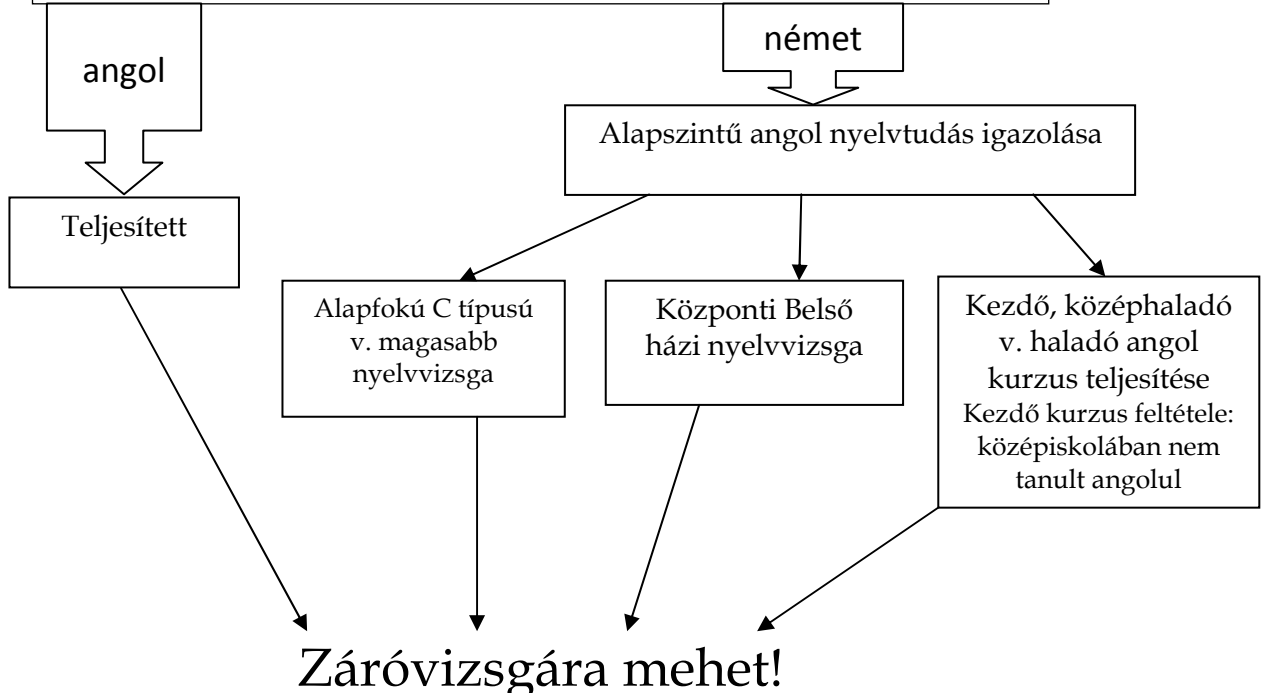 angol
német
Alapszintű angol nyelvtudás igazolása
Teljesített
Alapfokú C típusú
v. magasabb
nyelvvizsga
Központi Belső
házi nyelvvizsga
Kezdő, középhaladó
v. haladó angol
kurzus teljesítése
Kezdő kurzus feltétele:
középiskolában nem
tanult angolul
Záróvizsgára mehet!